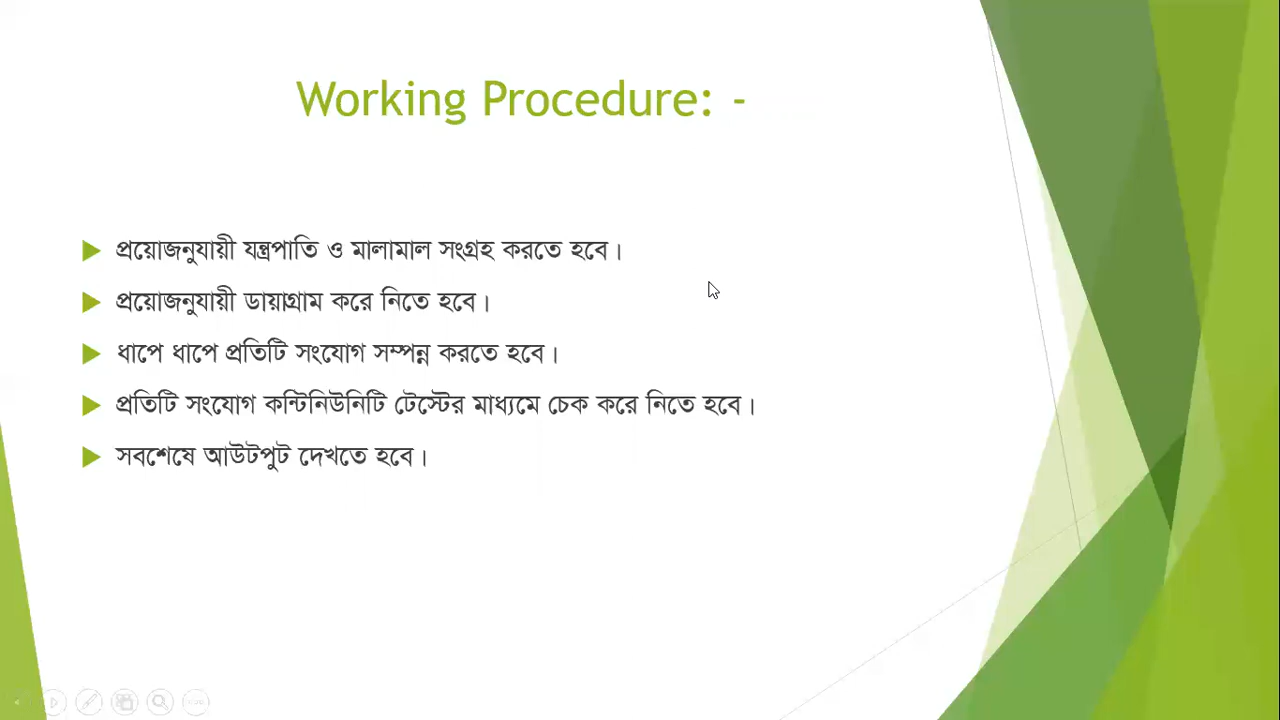 Working Procedure: -
প্রয়োজনুযায়ী যন্ত্রপাতি ও মালামাল সংগ্রহ করতে হবে।
প্রয়োজনুযায়ী ডায়াগ্রাম করে নিতে হবে।
ধাপে ধাপে প্রতিটি সংযোগ সম্পন্ন করতে হবে।
প্রতিটি সংযোগ কন্টিনিউনিটি টেস্টের মাধ্যমে চেক করে নিতে হবে।
সবশেষে আউটপুট দেখতে হবে।